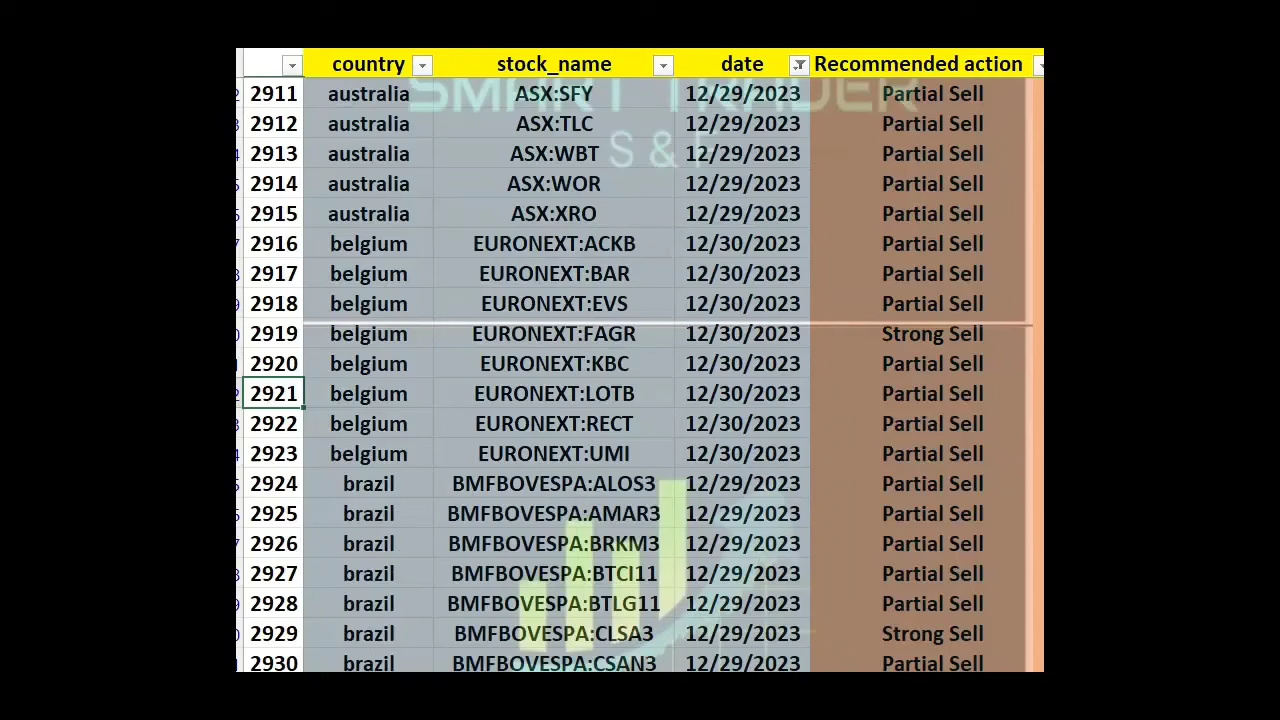 country stock_name date Recommended action
SMART TRADER
2911 australia ASX:SFY 12/29/2023 Partial Sell
2912 australia ASX:TLC 12/29/2023 Partial Sell
S &
2913 australia ASX:WBT 12/29/2023 Partial Sell
2914 australia ASX:WOR 12/29/2023 Partial Sell
2915 australia ASX:XRO 12/29/2023 Partial Sell
2916 belgium EURONEXT:ACKB 12/30/2023 Partial Sell
2917 belgium EURONEXT:BAR 12/30/2023 Partial Sell
2918 belgium EURONEXT:EVS 12/30/2023 Partial Sell
2919 belgium EURONEXT:FAGR 12/30/2023 Strong Sell
2920 belgium EURONEXT:KBC 12/30/2023 Partial Sell
2921 belgium EURONEXT:LOTB 12/30/2023 Partial Sell
2922 belgium EURONEXT:RECT 12/30/2023 Partial Sell
2923 belgium EURONEXT:UMI 12/30/2023 Partial Sell
2924 brazil BMFBOVESPA:ALOS3 12/29/2023 Partial Sell
2925 brazil BMFBOVESPA:AMAR3 12/29/2023 Partial Sell
2926 brazil BMFBOVESPA:BRKM3 12/29/2023 Partial Sell
2927 brazil BMFBOVESPA:BTCI11 12/29/2023 Partial Sell
2928 brazil BMFBOVESPA:BTLG11 12/29/2023 Partial Sell
2929 brazil BMFBOVESPA:CLSA3 12/29/2023 Strong Sell
2930 brazil BMFBOVESPA:CSAN3 12/29/2023 Partial Sell